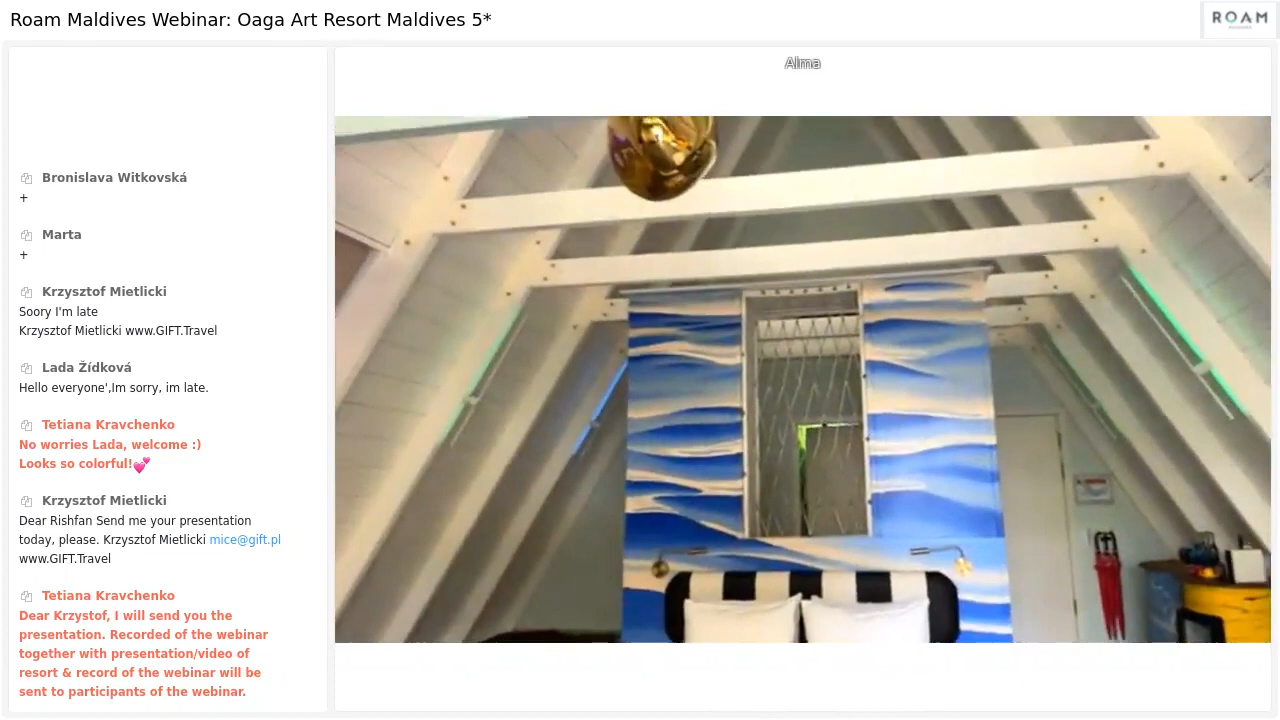 Roam Maldives Webinar: Oaga Art Resort Maldives 5*
ROAM
Bronislava Witkovská
+
Marta
+
Krzysztof Mietlicki
Soory I'm late
Krzysztof Mietlicki www.GIFT.Travel
Lada Žídková
Hello everyone',Im sorry, im late.
Tetiana Kravchenko
No worries Lada, welcome :)
Looks so colorful!💕
Krzysztof Mietlicki
Dear Rishfan Send me your presentation
today, please. Krzysztof Mietlicki mice@gift.pl
www.GIFT.Travel
Tetiana Kravchenko
Dear Krzystof, I will send you the
presentation. Recorded of the webinar
together with presentation/video of
resort & record of the webinar will be
sent to participants of the webinar.
Alma